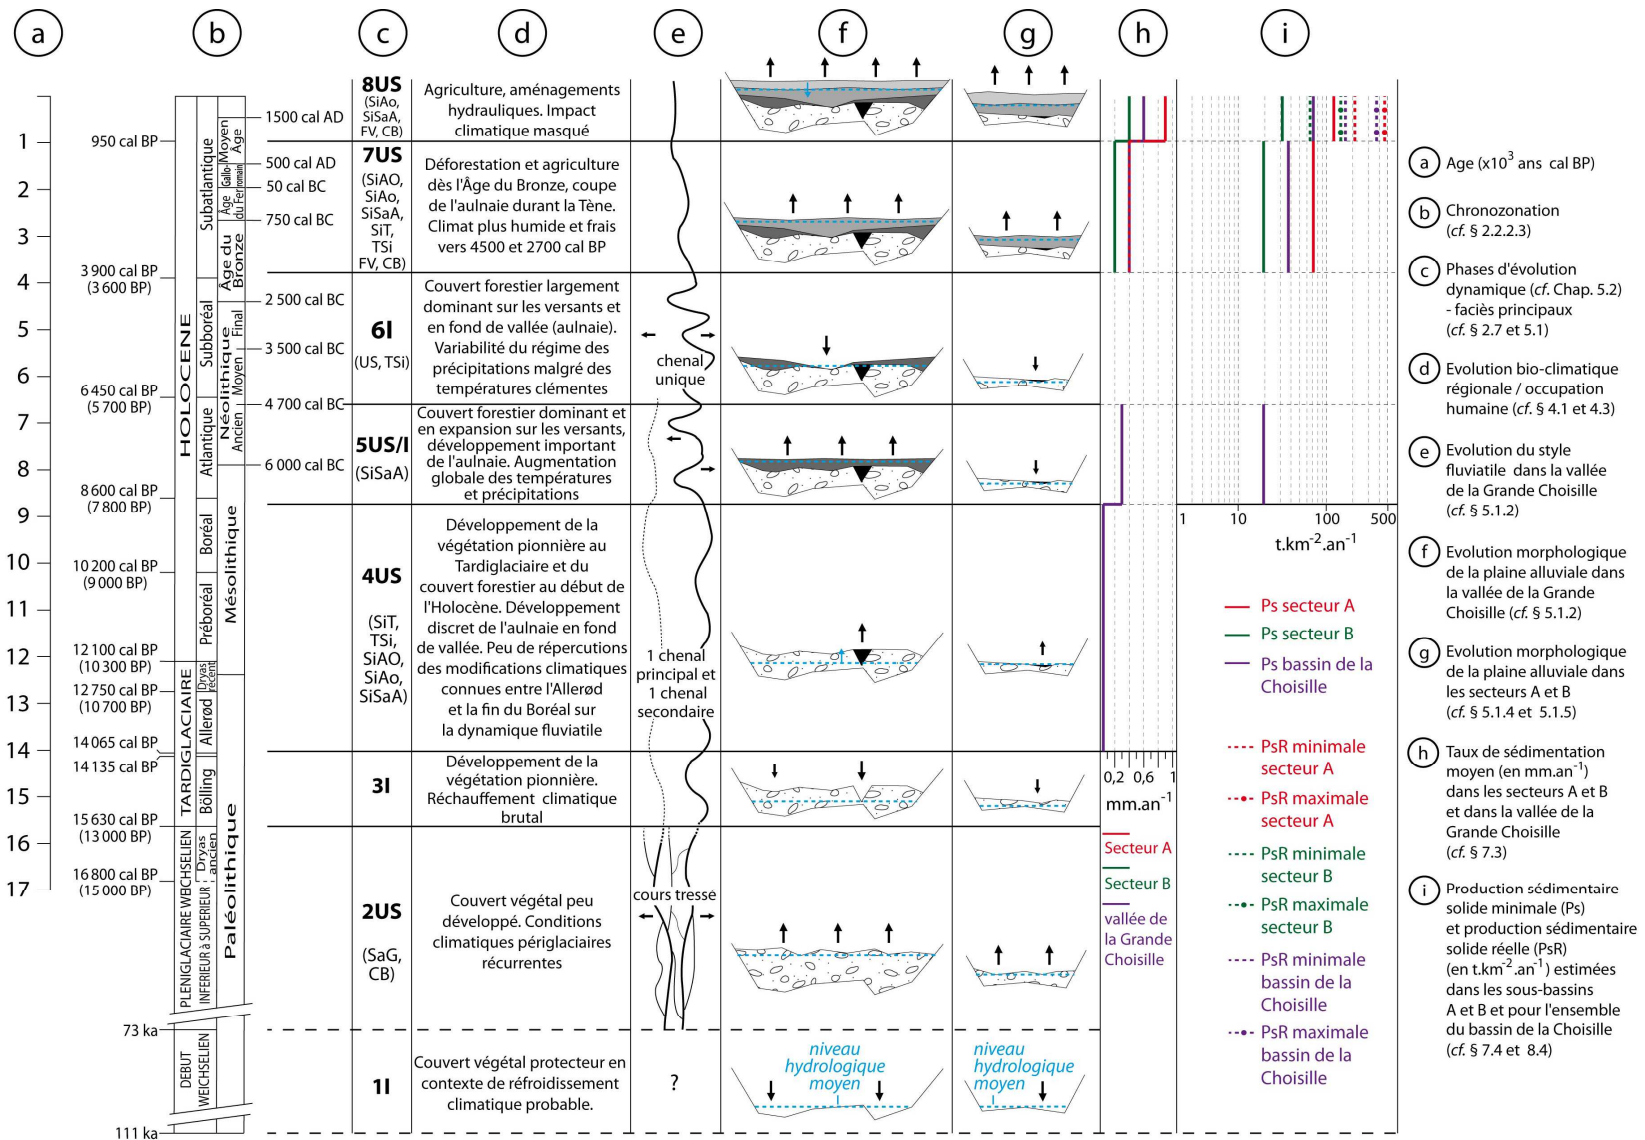 a
b
c
d
e
f
g
h
i
1
2
3
4
5
6
7
8
9
10
11
12
13
14
15
16
17
950 cal BP
3 900 cal BP
(3 600 BP)
6 450 cal BP
(5 700 BP)
8 600 cal BP
(7 800 BP)
10 200 cal BP
(9 000 BP)
12 100 cal BP
(10 300 BP)
12 750 cal BP
(10 700 BP)
14 065 cal BP
14 135 cal BP
15 630 cal BP
(13 000 BP)
16 800 cal BP
(15 000 BP)
73 ka
111 ka
HOLOCENE
TARDIGLACIAIRE
PLENIGLACIAIRE WEICHSELIEN
INFERIEUR à SUPERIEUR
DEBUT
WEICHSELIEN
Subatlantique
Subboréal
Atlantique
Boréal
Préboréal
Dryas
récent
Allerød
Bölling
Dryas
ancien
Moyen
Âge
Gallo-
romain
Âge
du Fer
Âge du
Bronze
Néolithique
Final
Moyen
Ancien
Mésolithique
Paléolithique
1500 cal AD
500 cal AD
50 cal BC
750 cal BC
2 500 cal BC
3 500 cal BC
4 700 cal BC
6 000 cal BC
8US
(SiAo,
SiSaA,
FV, CB)
Agriculture, aménagements
hydrauliques. Impact
climatique masqué
7US
(SiAO,
SiAo,
SiSaA,
SiT,
TSi
FV, CB)
Déforestation et agriculture
dès l'Âge du Bronze, coupe
de l'aulnaie durant la Tène.
Climat plus humide et frais
vers 4500 et 2700 cal BP
6I
(US, TSi)
Couvert forestier largement
dominant sur les versants et
en fond de vallée (aulnaie).
Variabilité du régime des
précipitations malgré des
températures clémentes
5US/I
(SiSaA)
Couvert forestier dominant et
en expansion sur les versants,
développement important
de l'aulnaie. Augmentation
globale des températures
et précipitations
4US
(SiT,
TSi,
SiAO,
SiAo,
SiSaA)
Développement de la
végétation pionnière au
Tardiglaciaire et du
couvert forestier au début de
l'Holocène. Développement
discret de l'aulnaie en fond
de vallée. Peu de répercutions
des modifications climatiques
connues entre l'Allerød
et la fin du Boréal sur
la dynamique fluviatile
3I
Développement de la
végétation pionnière.
Réchauffement climatique
brutal
2US
(SaG,
CB)
Couvert végétal peu
développé. Conditions
climatiques périglaciaires
récurrentes
1I
Couvert végétal protecteur en
contexte de réfroidissement
climatique probable.
chenal
unique
1 chenal
principal et
1 chenal
secondaire
cours tressé
?
niveau
hydrologique
moyen
niveau
hydrologique
moyen
0,2 0,6 1
mm.an-1
Secteur A
Secteur B
vallée de
la Grande
Choisille
1 10 100 500
t.km-2.an-1
Ps secteur A
Ps secteur B
Ps bassin de la
Choisille
PsR minimale
secteur A
PsR maximale
secteur A
PsR minimale
secteur B
PsR maximale
secteur B
PsR minimale
bassin de la
Choisille
PsR maximale
bassin de la
Choisille
a Age (x10³ ans cal BP)
b Chronozonation
(cf. § 2.2.2.3)
c Phases d'évolution
dynamique (cf. Chap. 5.2)
- faciès principaux
(cf. § 2.7 et 5.1)
d Evolution bio-climatique
régionale / occupation
humaine (cf. § 4.1 et 4.3)
e Evolution du style
fluviatile dans la vallée
de la Grande Choisille
(cf. § 5.1.2)
f Evolution morphologique
de la plaine alluviale dans
la vallée de la Grande
Choisille (cf. § 5.1.2)
g Evolution morphologique
de la plaine alluviale dans
les secteurs A et B
(cf. § 5.1.4 et 5.1.5)
h Taux de sédimentation
moyen (en mm.an-1)
dans les secteurs A et B
et dans la vallée de la
Grande Choisille
(cf. § 7.3)
i Production sédimentaire
solide minimale (Ps)
et production sédimentaire
solide réelle (PsR)
(en t.km-2.an-1) estimées
dans les sous-bassins
A et B et pour l'ensemble
du bassin de la Choisille
(cf. § 7.4 et 8.4)